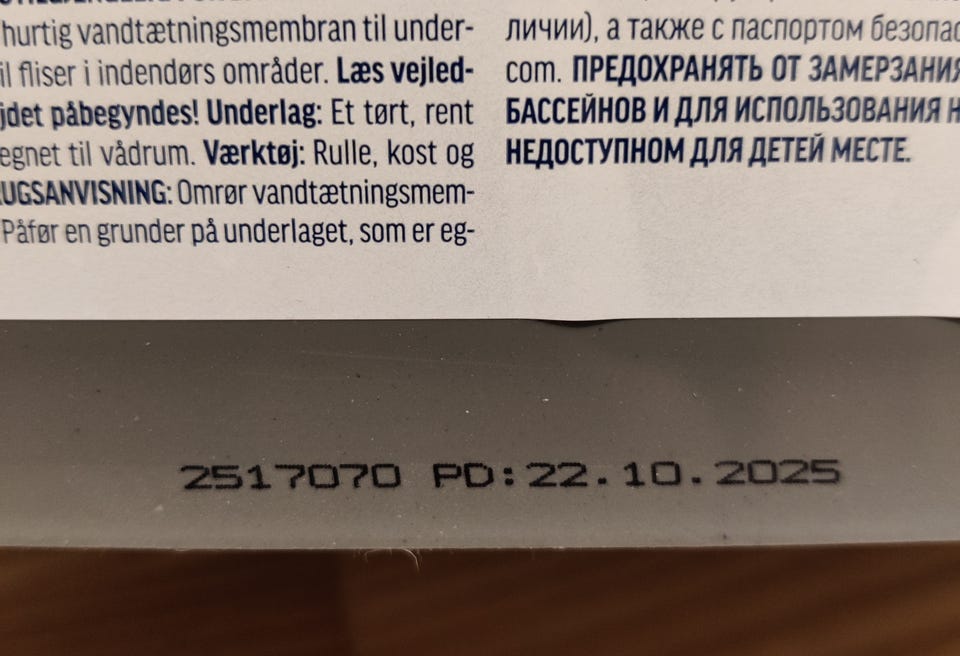 hurtig vandtætningsmembran til under-
il fliser i indendørs områder. Læs vejled-
jdet påbegyndes! Underlag: Et tørt, rent
egnet til vådrum. Værktøj: Rulle, kost og
UGSANVISNING: Omrør vandtætningsmem-
Påfør en grunder på underlaget, som er eg-
личии), а также с паспортом безопас
com. ПРЕДОХРАНЯТЬ ОТ ЗАМЕРЗАНИЯ
БАССЕЙНОВ И ДЛЯ ИСПОЛЬЗОВАНИЯ Н
НЕДОСТУПНОМ ДЛЯ ДЕТЕЙ МЕСТЕ.
2517070 PD:22.10.2025